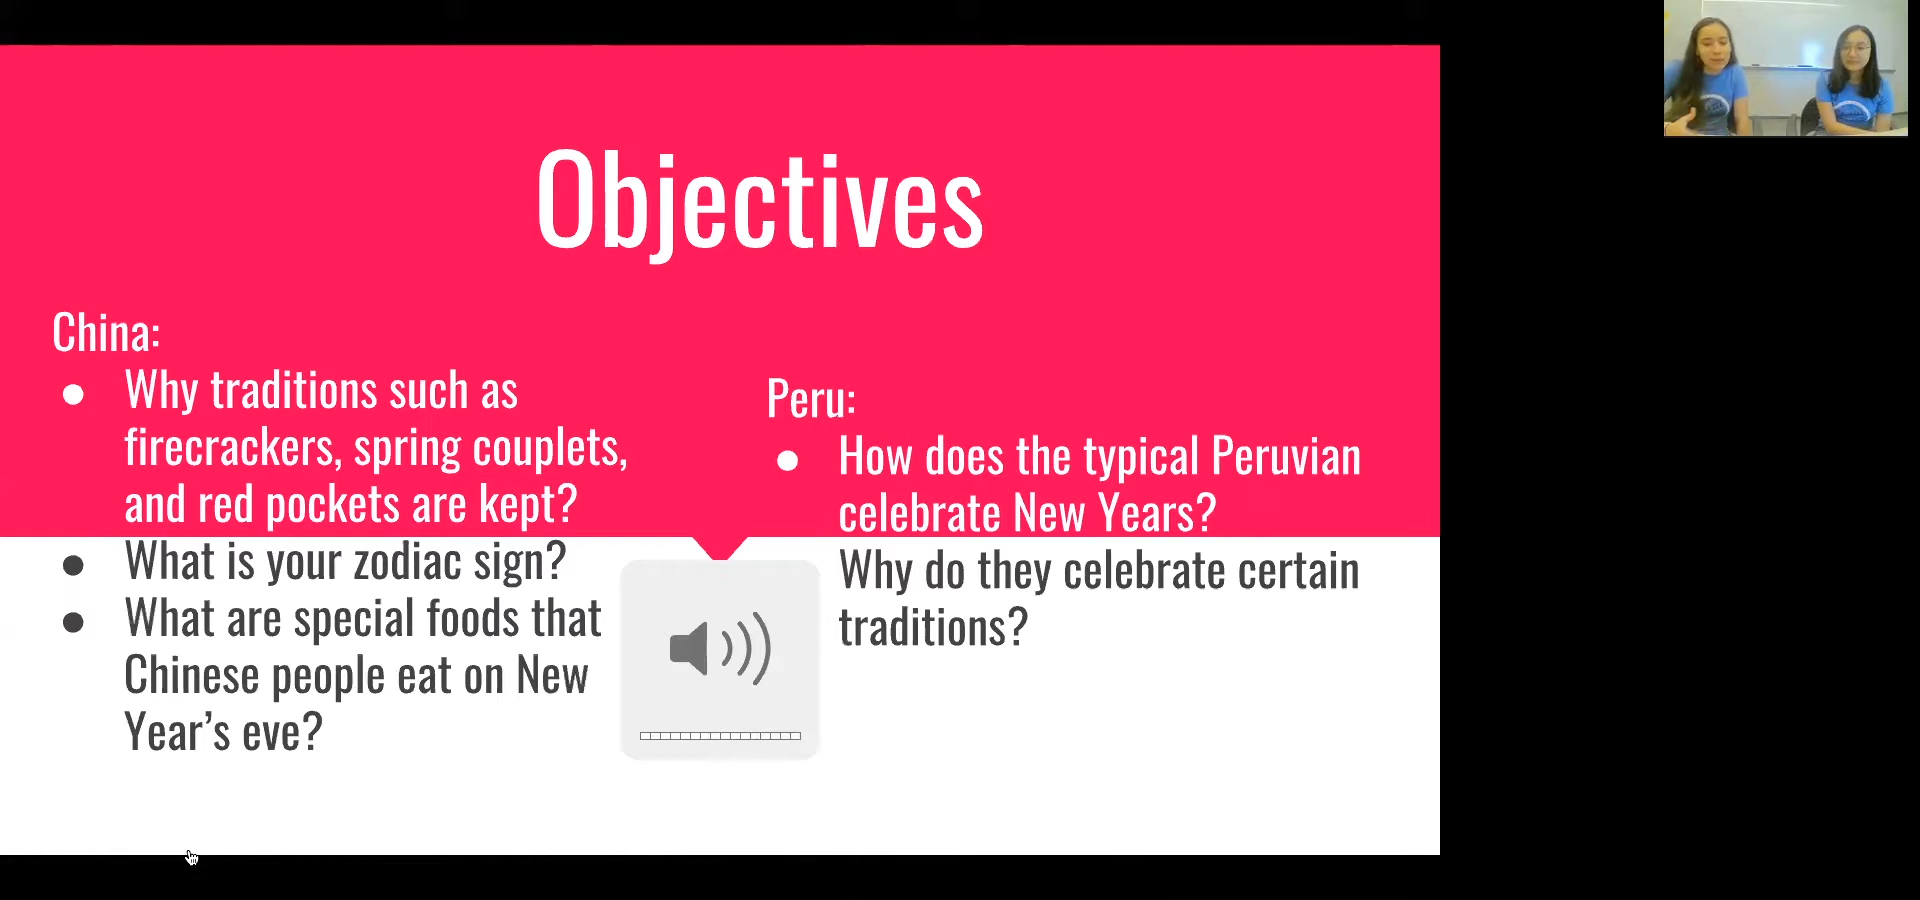 Objectives
China:
● Why traditions such as
firecrackers, spring couplets,
and red pockets are kept?
● What is your zodiac sign?
● What are special foods that
Chinese people eat on New
Year’s eve?
Peru:
● How does the typical Peruvian
celebrate New Years?
Why do they celebrate certain
traditions?